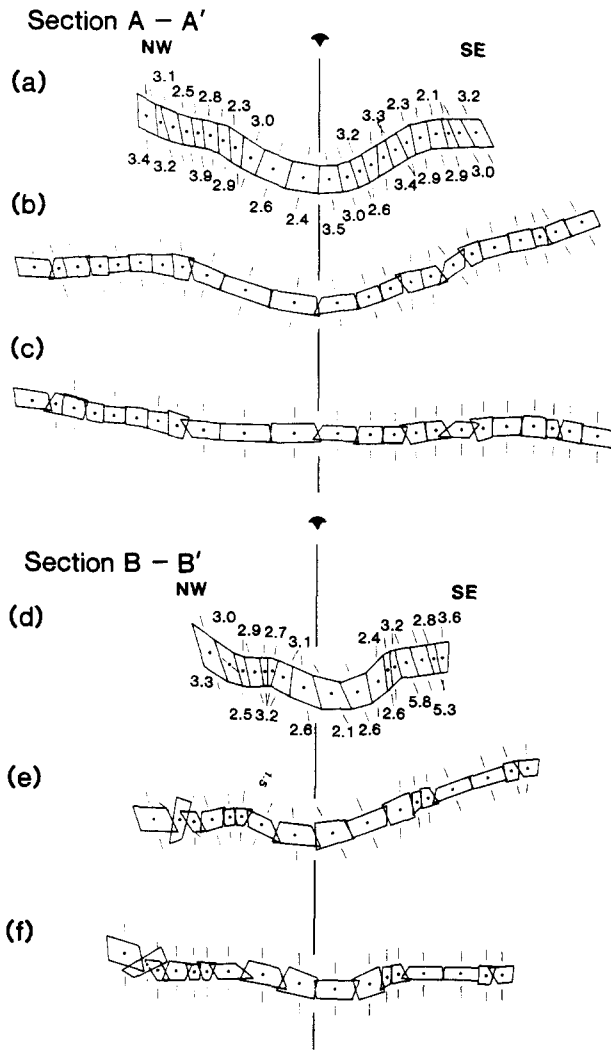 Section A – A′
NW SE
(a)
3.1 2.5 2.8 2.3 3.0 3.2 3.3 2.3 2.1 3.2
3.4 3.2 3.9 2.9 2.6 2.4 3.5 3.0 2.6 3.4 2.9 2.9 3.0
(b)
(c)
Section B – B′
NW SE
(d)
3.0 2.9 2.7 3.1 2.4 3.2 2.8 3.6
3.3 2.5 3.2 2.6 2.1 2.6 2.6 5.8 5.3
(e)
1.5
(f)